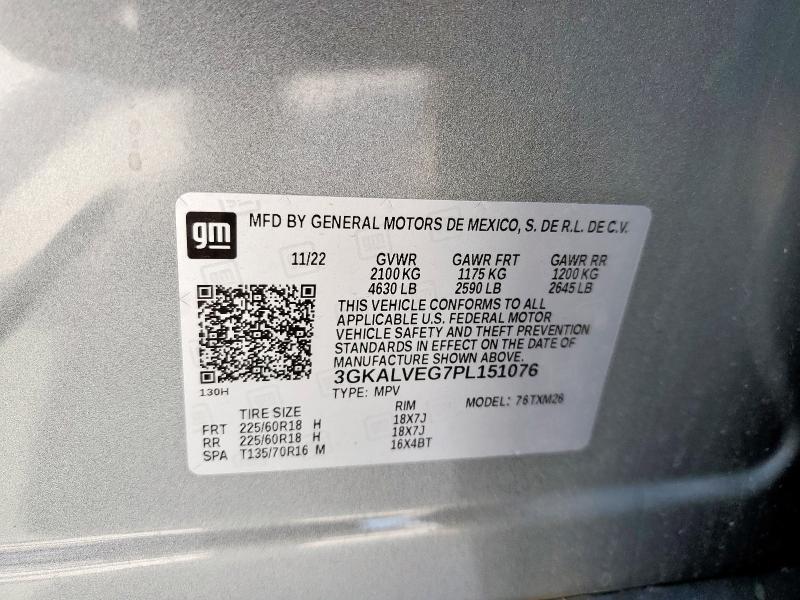 gm
MFD BY GENERAL MOTORS DE MEXICO, S. DE R.L. DE C.V.
11/22 GVWR GAWR FRT GAWR RR
2100 KG 1175 KG 1200 KG
4630 LB 2590 LB 2645 LB
THIS VEHICLE CONFORMS TO ALL
APPLICABLE U.S. FEDERAL MOTOR
VEHICLE SAFETY AND THEFT PREVENTION
STANDARDS IN EFFECT ON THE DATE OF
MANUFACTURE SHOWN ABOVE.
130H
3GKALVEG7PL151076
TYPE: MPV MODEL: 76TXM26
TIRE SIZE RIM
FRT 225/60R18 H 18X7J
RR 225/60R18 H 18X7J
SPA T135/70R16 M 16X4BT